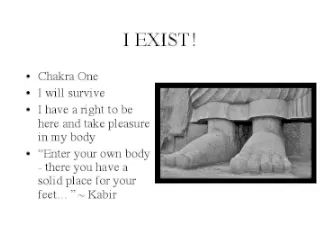 I EXIST!
• Chakra One
• I will survive
• I have a right to be
here and take pleasure
in my body
• “Enter your own body
- there you have a
solid place for your
feet…” ~ Kabir